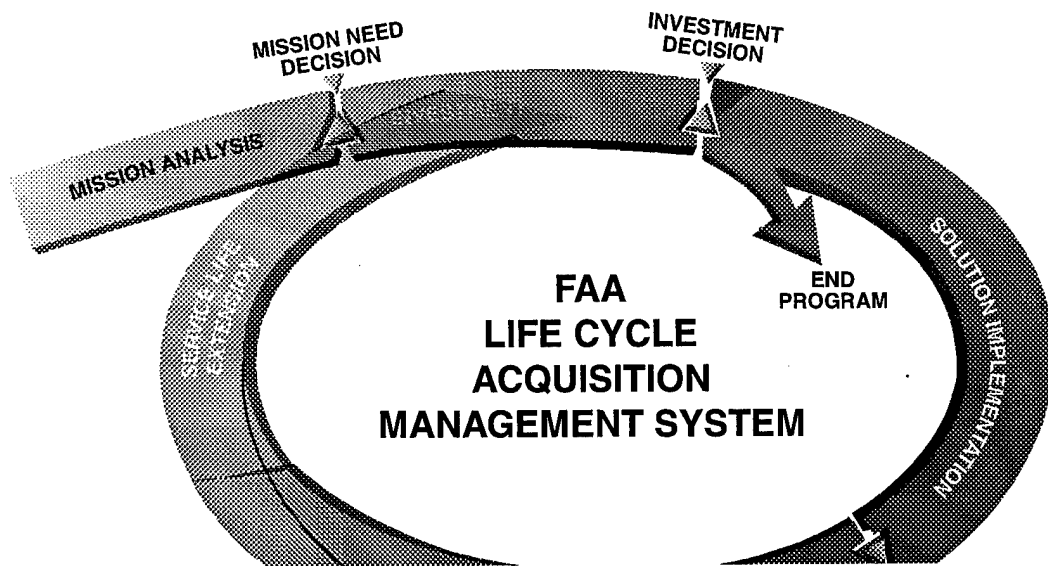 MISSION NEED
DECISION
INVESTMENT
DECISION
MISSION ANALYSIS
SERVICE LIFE
EXTENSION
END
PROGRAM
SOLUTION IMPLEMENTATION
FAA
LIFE CYCLE
ACQUISITION
MANAGEMENT SYSTEM